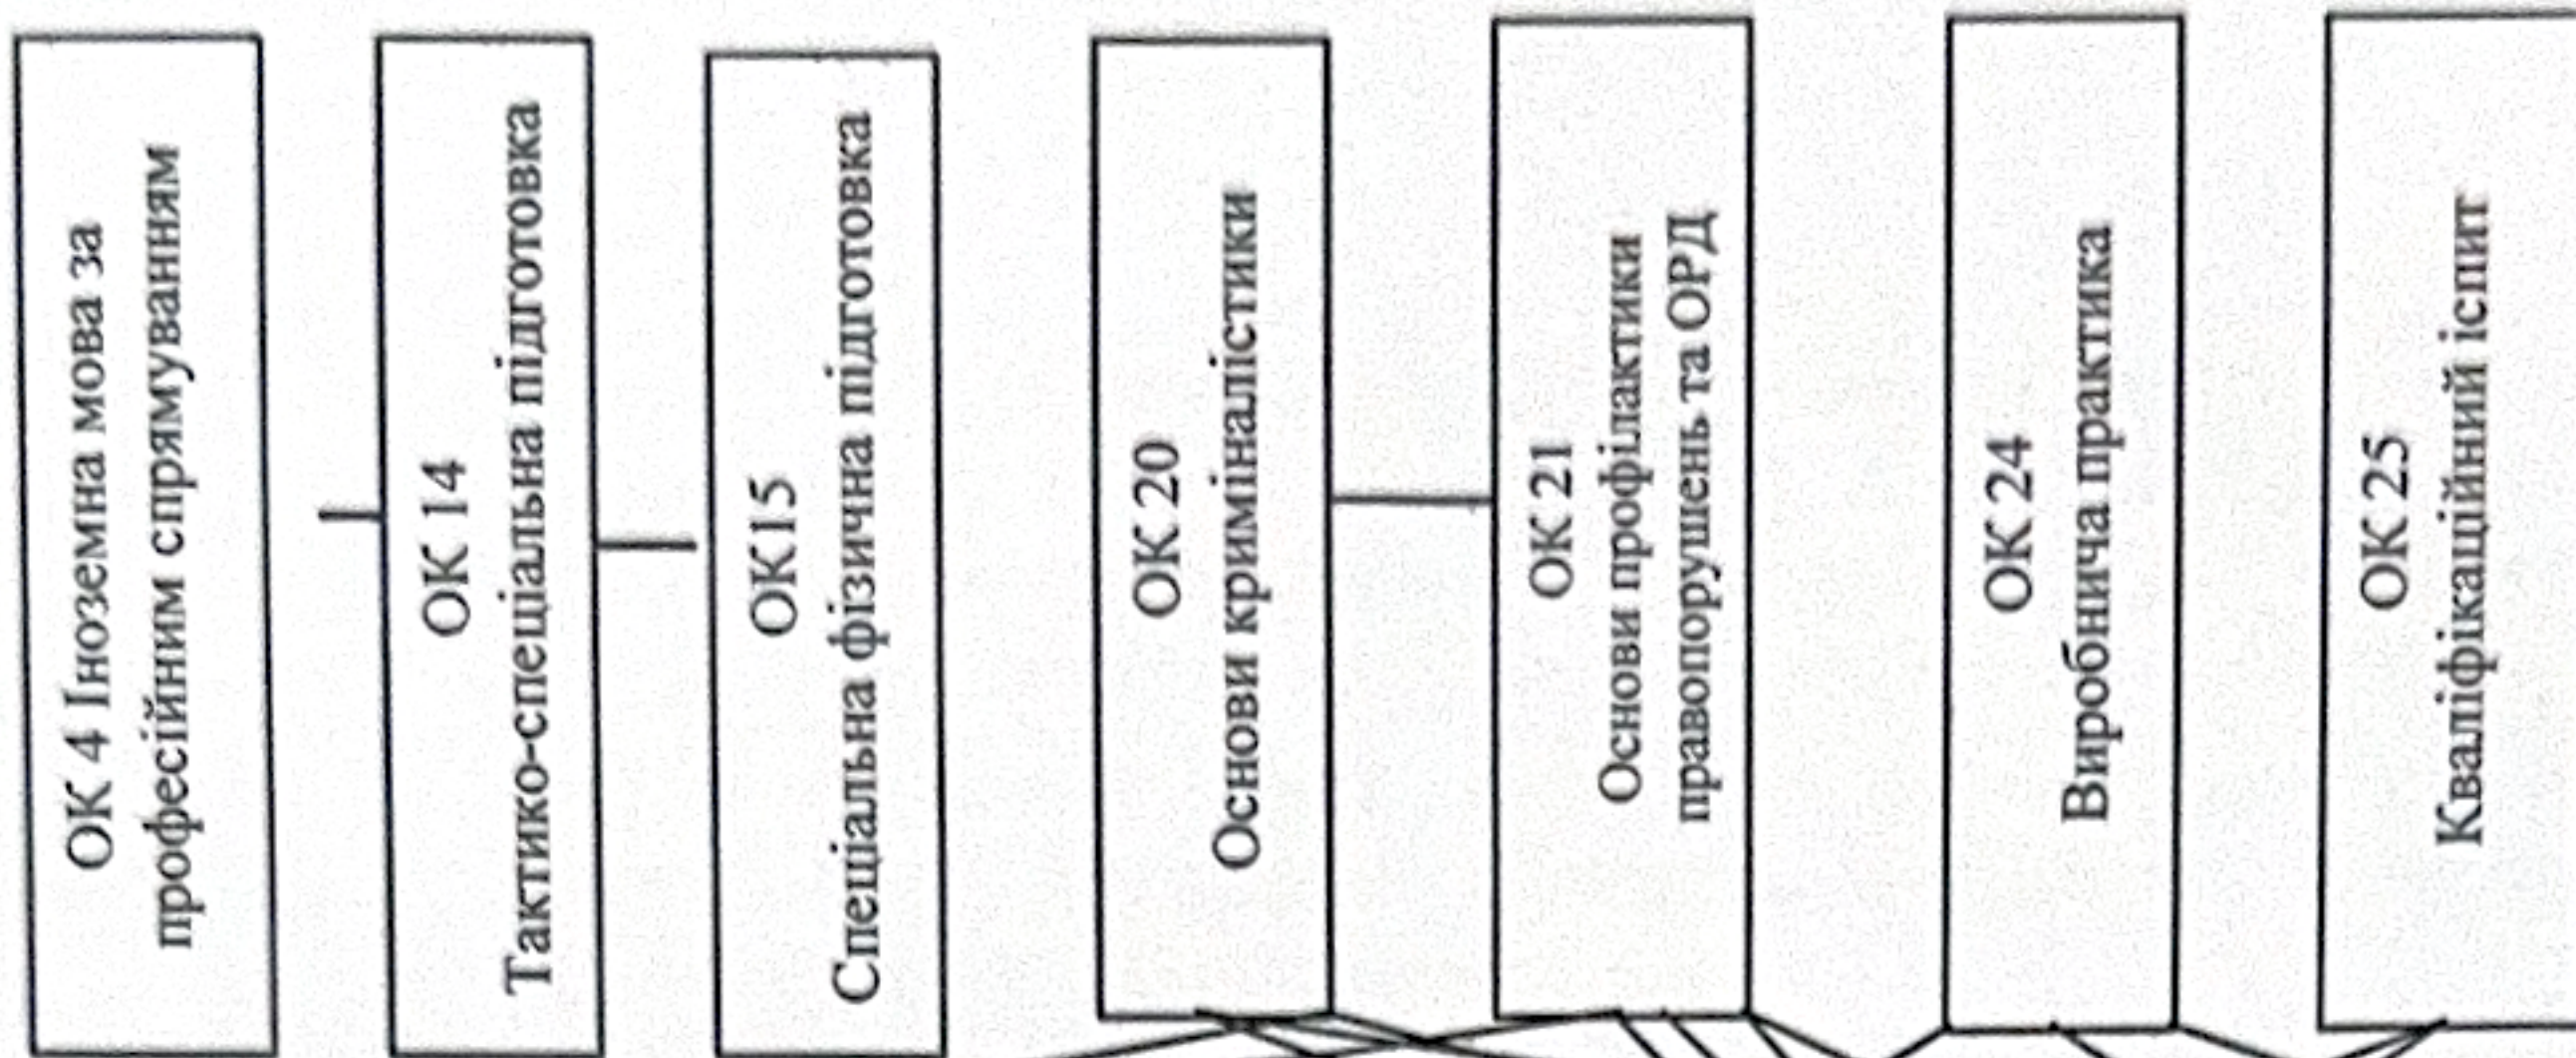 ОК 4 Іноземна мова за
професійним спрямуванням
ОК 14
Тактико-спеціальна підготовка
ОК15
Спеціальна фізична підготовка
ОК 20
Основи криміналістики
ОК 21
Основи профілактики
правопорушень та ОРД
ОК 24
Виробнича практика
ОК 25
Кваліфікаційний іспит